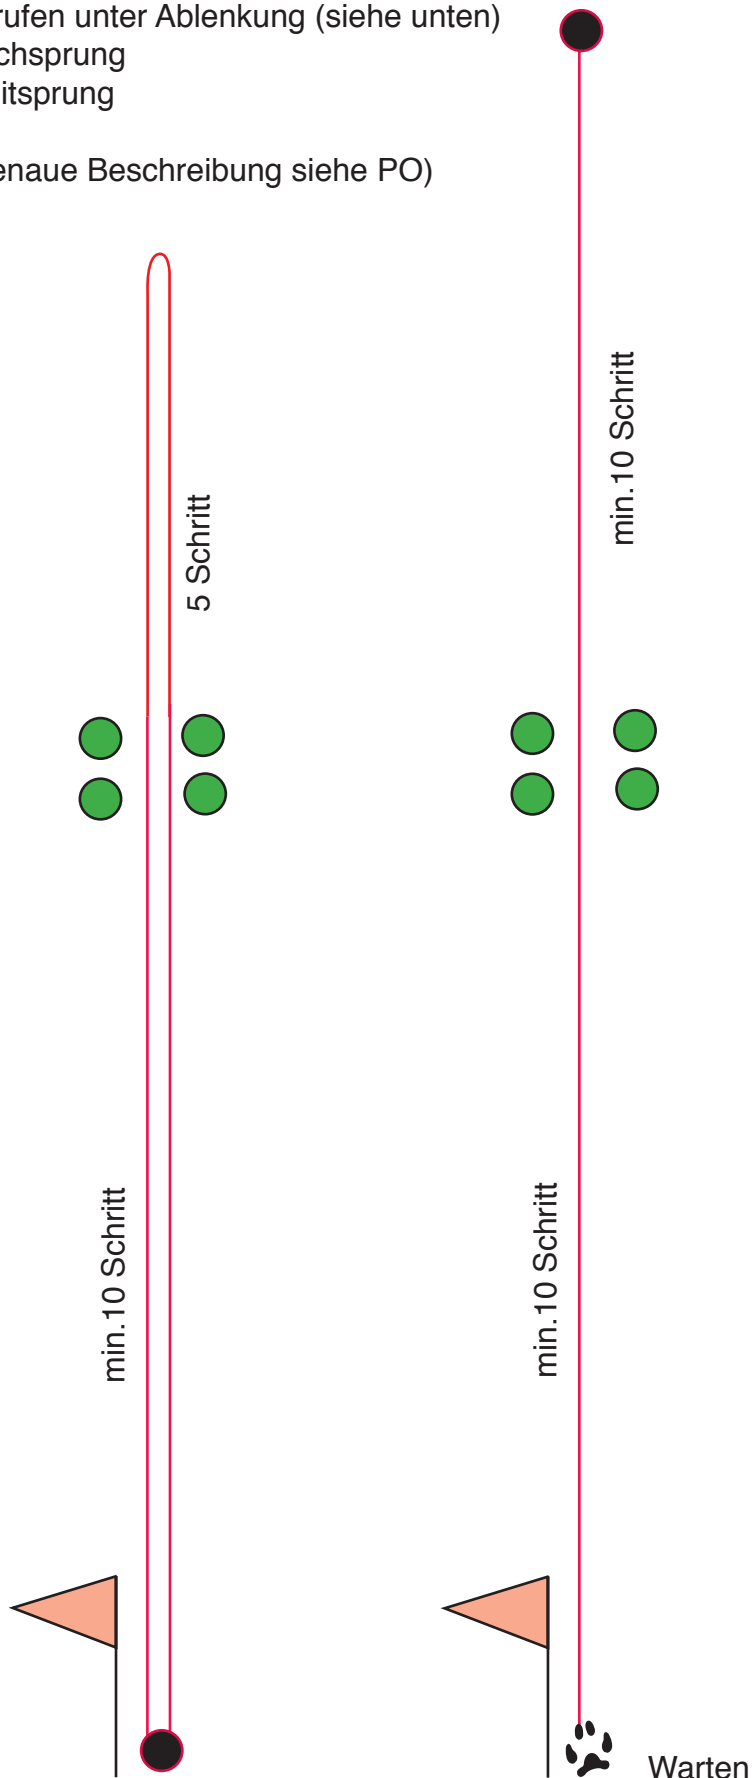 rufen unter Ablenkung (siehe unten)
chsprung
itsprung
enaue Beschreibung siehe PO)
min.10 Schritt
5 Schritt
min.10 Schritt
min.10 Schritt
Warten